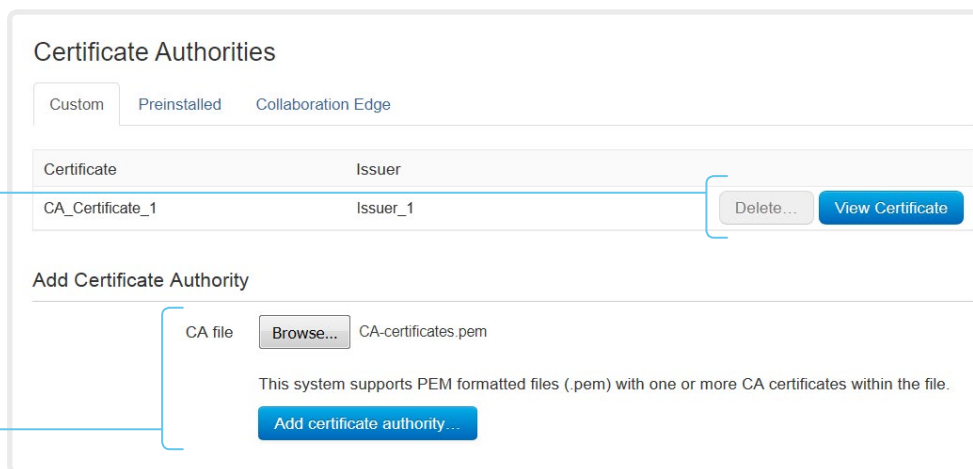 Certificate Authorities
Custom Preinstalled Collaboration Edge
Certificate Issuer
CA_Certificate_1 Issuer_1 Delete... View Certificate
Add Certificate Authority
CA file Browse... CA-certificates.pem
This system supports PEM formatted files (.pem) with one or more CA certificates within the file.
Add certificate authority...